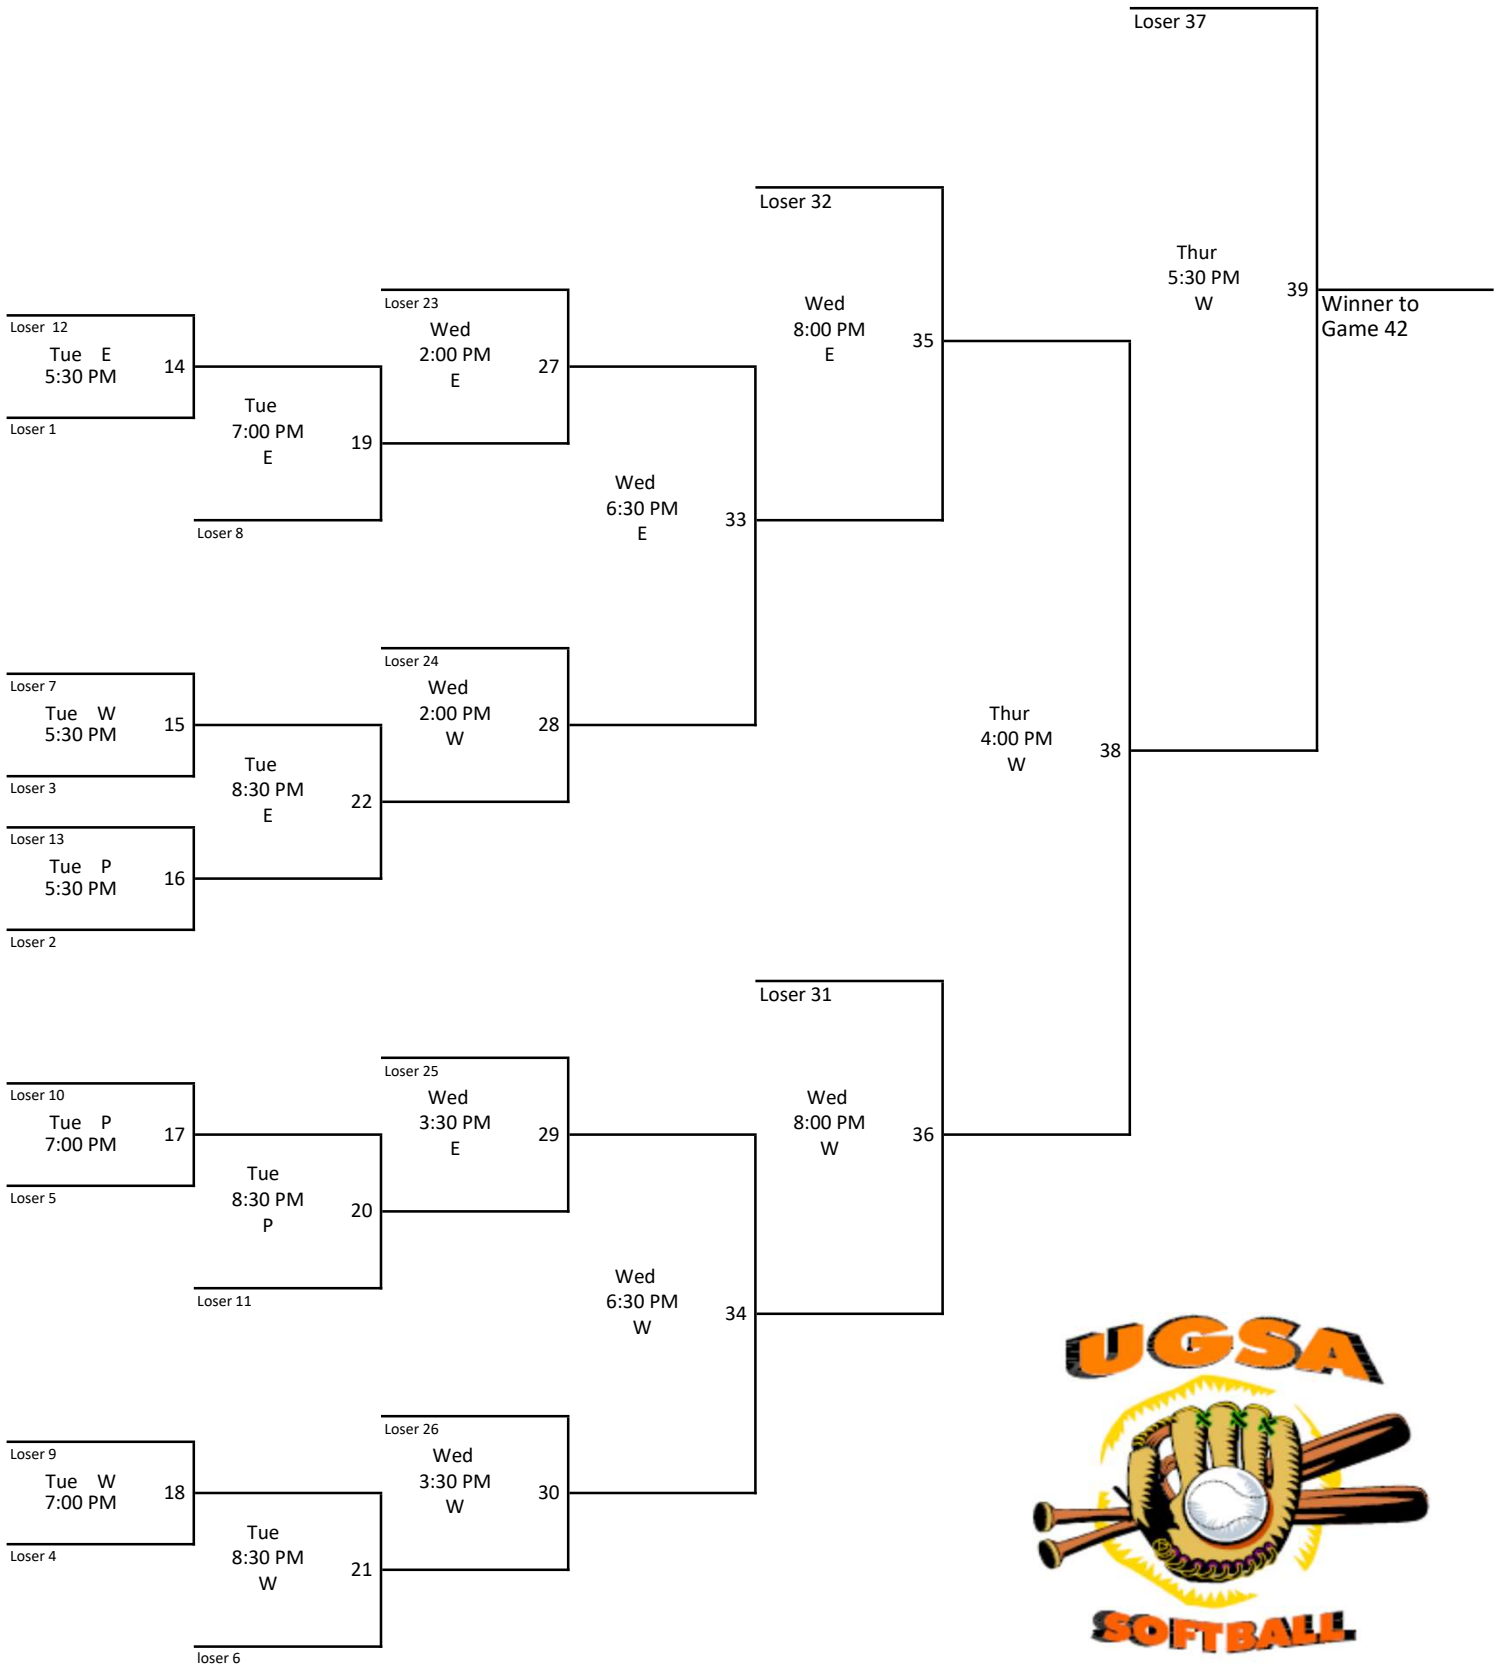 Loser 37
Loser 32
Thur
5:30 PM
W
39
Winner to
Game 42
Loser 23
Wed
2:00 PM
E
27
Wed
8:00 PM
E
35
Loser 12
Tue E
5:30 PM
14
Loser 1
Tue
7:00 PM
E
19
Loser 8
Wed
6:30 PM
E
33
Loser 24
Wed
2:00 PM
W
28
Loser 7
Tue W
5:30 PM
15
Loser 3
Tue
8:30 PM
E
22
Loser 13
Tue P
5:30 PM
16
Loser 2
Thur
4:00 PM
W
38
Loser 31
Loser 25
Wed
3:30 PM
E
29
Wed
8:00 PM
W
36
Loser 10
Tue P
7:00 PM
17
Loser 5
Tue
8:30 PM
P
20
Loser 11
Wed
6:30 PM
W
34
Loser 26
Wed
3:30 PM
W
30
Loser 9
Tue W
7:00 PM
18
Loser 4
Tue
8:30 PM
W
21
loser 6
UGSA
SOFTBALL